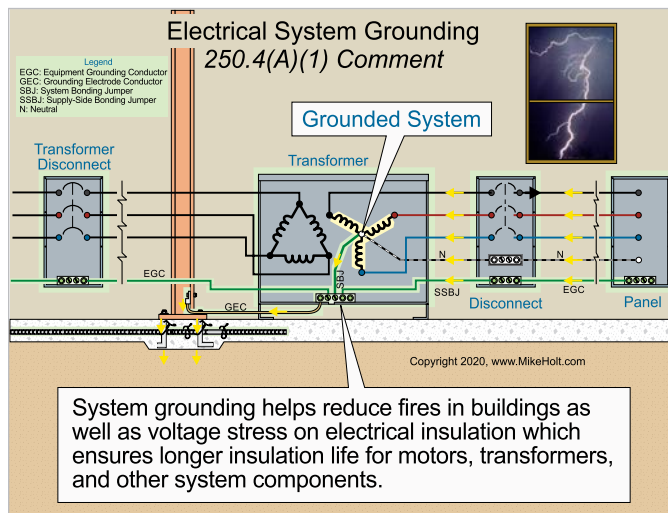 Electrical System Grounding
250.4(A)(1) Comment
Legend
EGC: Equipment Grounding Conductor
GEC: Grounding Electrode Conductor
SBJ: System Bonding Jumper
SSBJ: Supply-Side Bonding Jumper
N: Neutral
Grounded System
Transformer
Disconnect
Transformer
N
N
EGC
SBJ
SSBJ
EGC
Disconnect
Panel
GEC
Copyright 2020, www.MikeHolt.com
System grounding helps reduce fires in buildings as
well as voltage stress on electrical insulation which
ensures longer insulation life for motors, transformers,
and other system components.